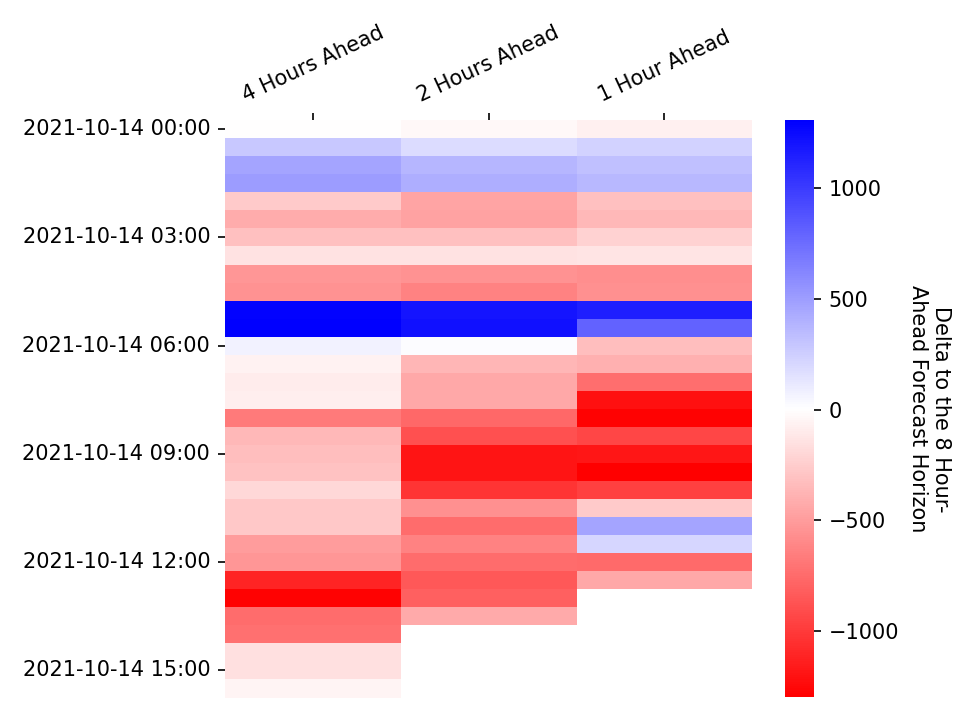 4 Hours Ahead
2 Hours Ahead
1 Hour Ahead
2021-10-14 00:00
2021-10-14 03:00
2021-10-14 06:00
2021-10-14 09:00
2021-10-14 12:00
2021-10-14 15:00
1000
500
0
−500
−1000
Delta to the 8 Hour-
Ahead Forecast Horizon